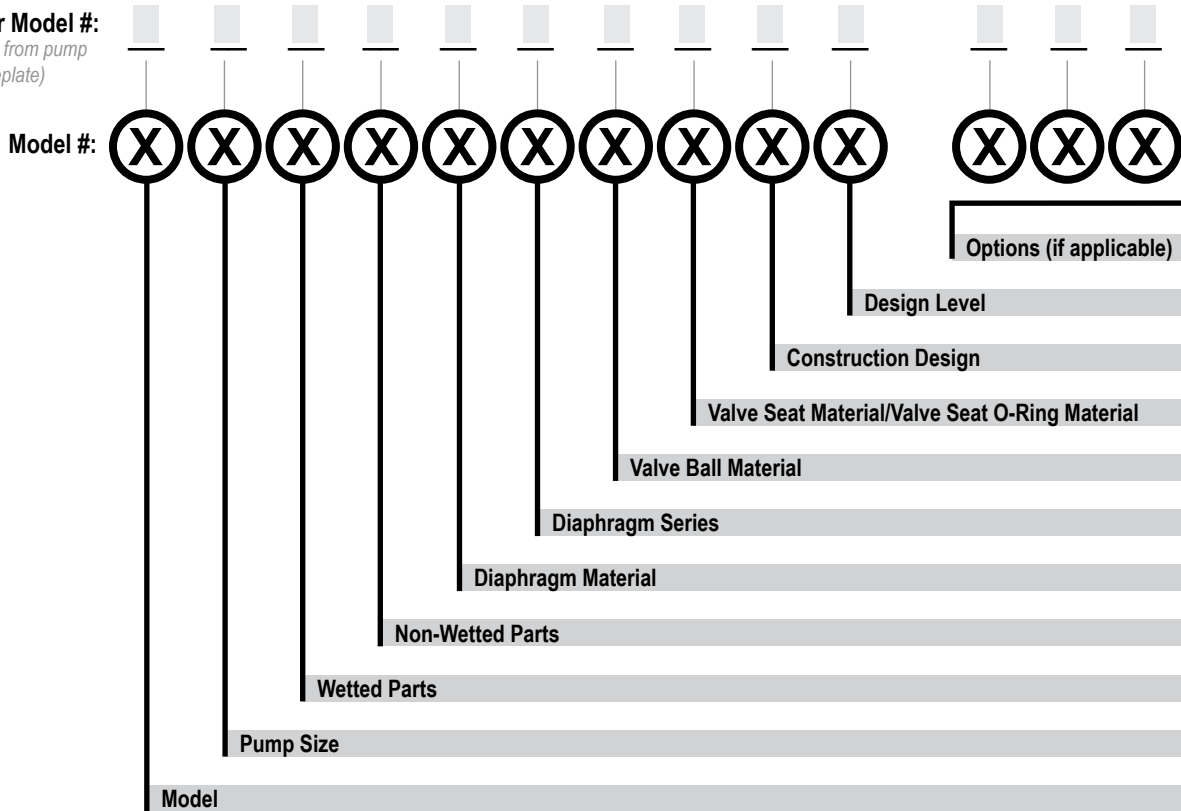 r Model #:
from pump
plate)
Model #: X X X X X X X X X X X X X
Options (if applicable)
Design Level
Construction Design
Valve Seat Material/Valve Seat O-Ring Material
Valve Ball Material
Diaphragm Series
Diaphragm Material
Non-Wetted Parts
Wetted Parts
Pump Size
Model